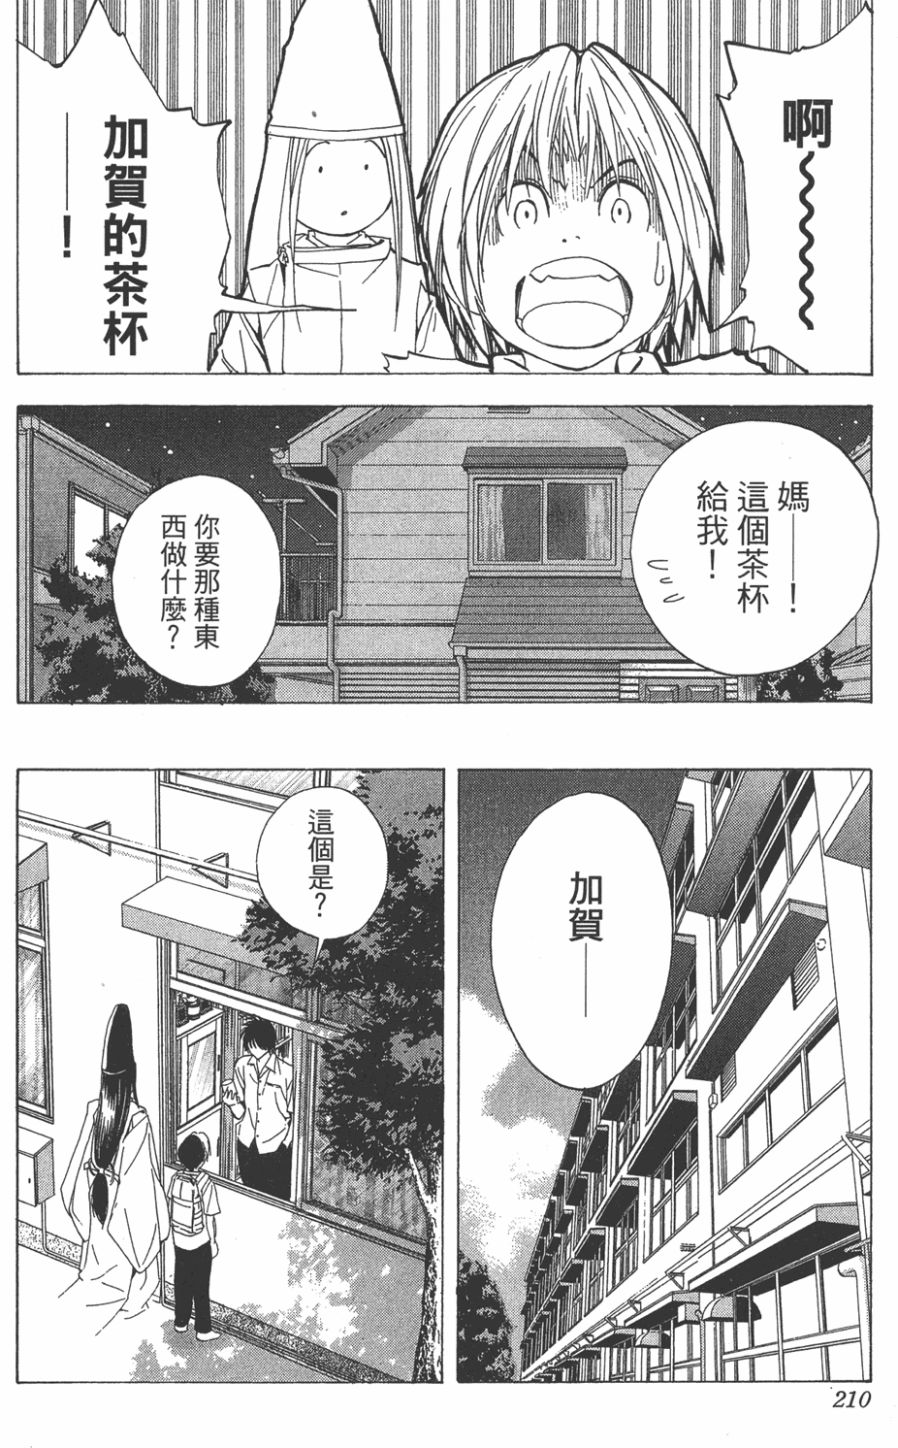 啊～～～～
加賀的茶杯
——！
媽——！
這個茶杯
給我！
你要那種東
西做什麼？
加賀——
這個是？
210